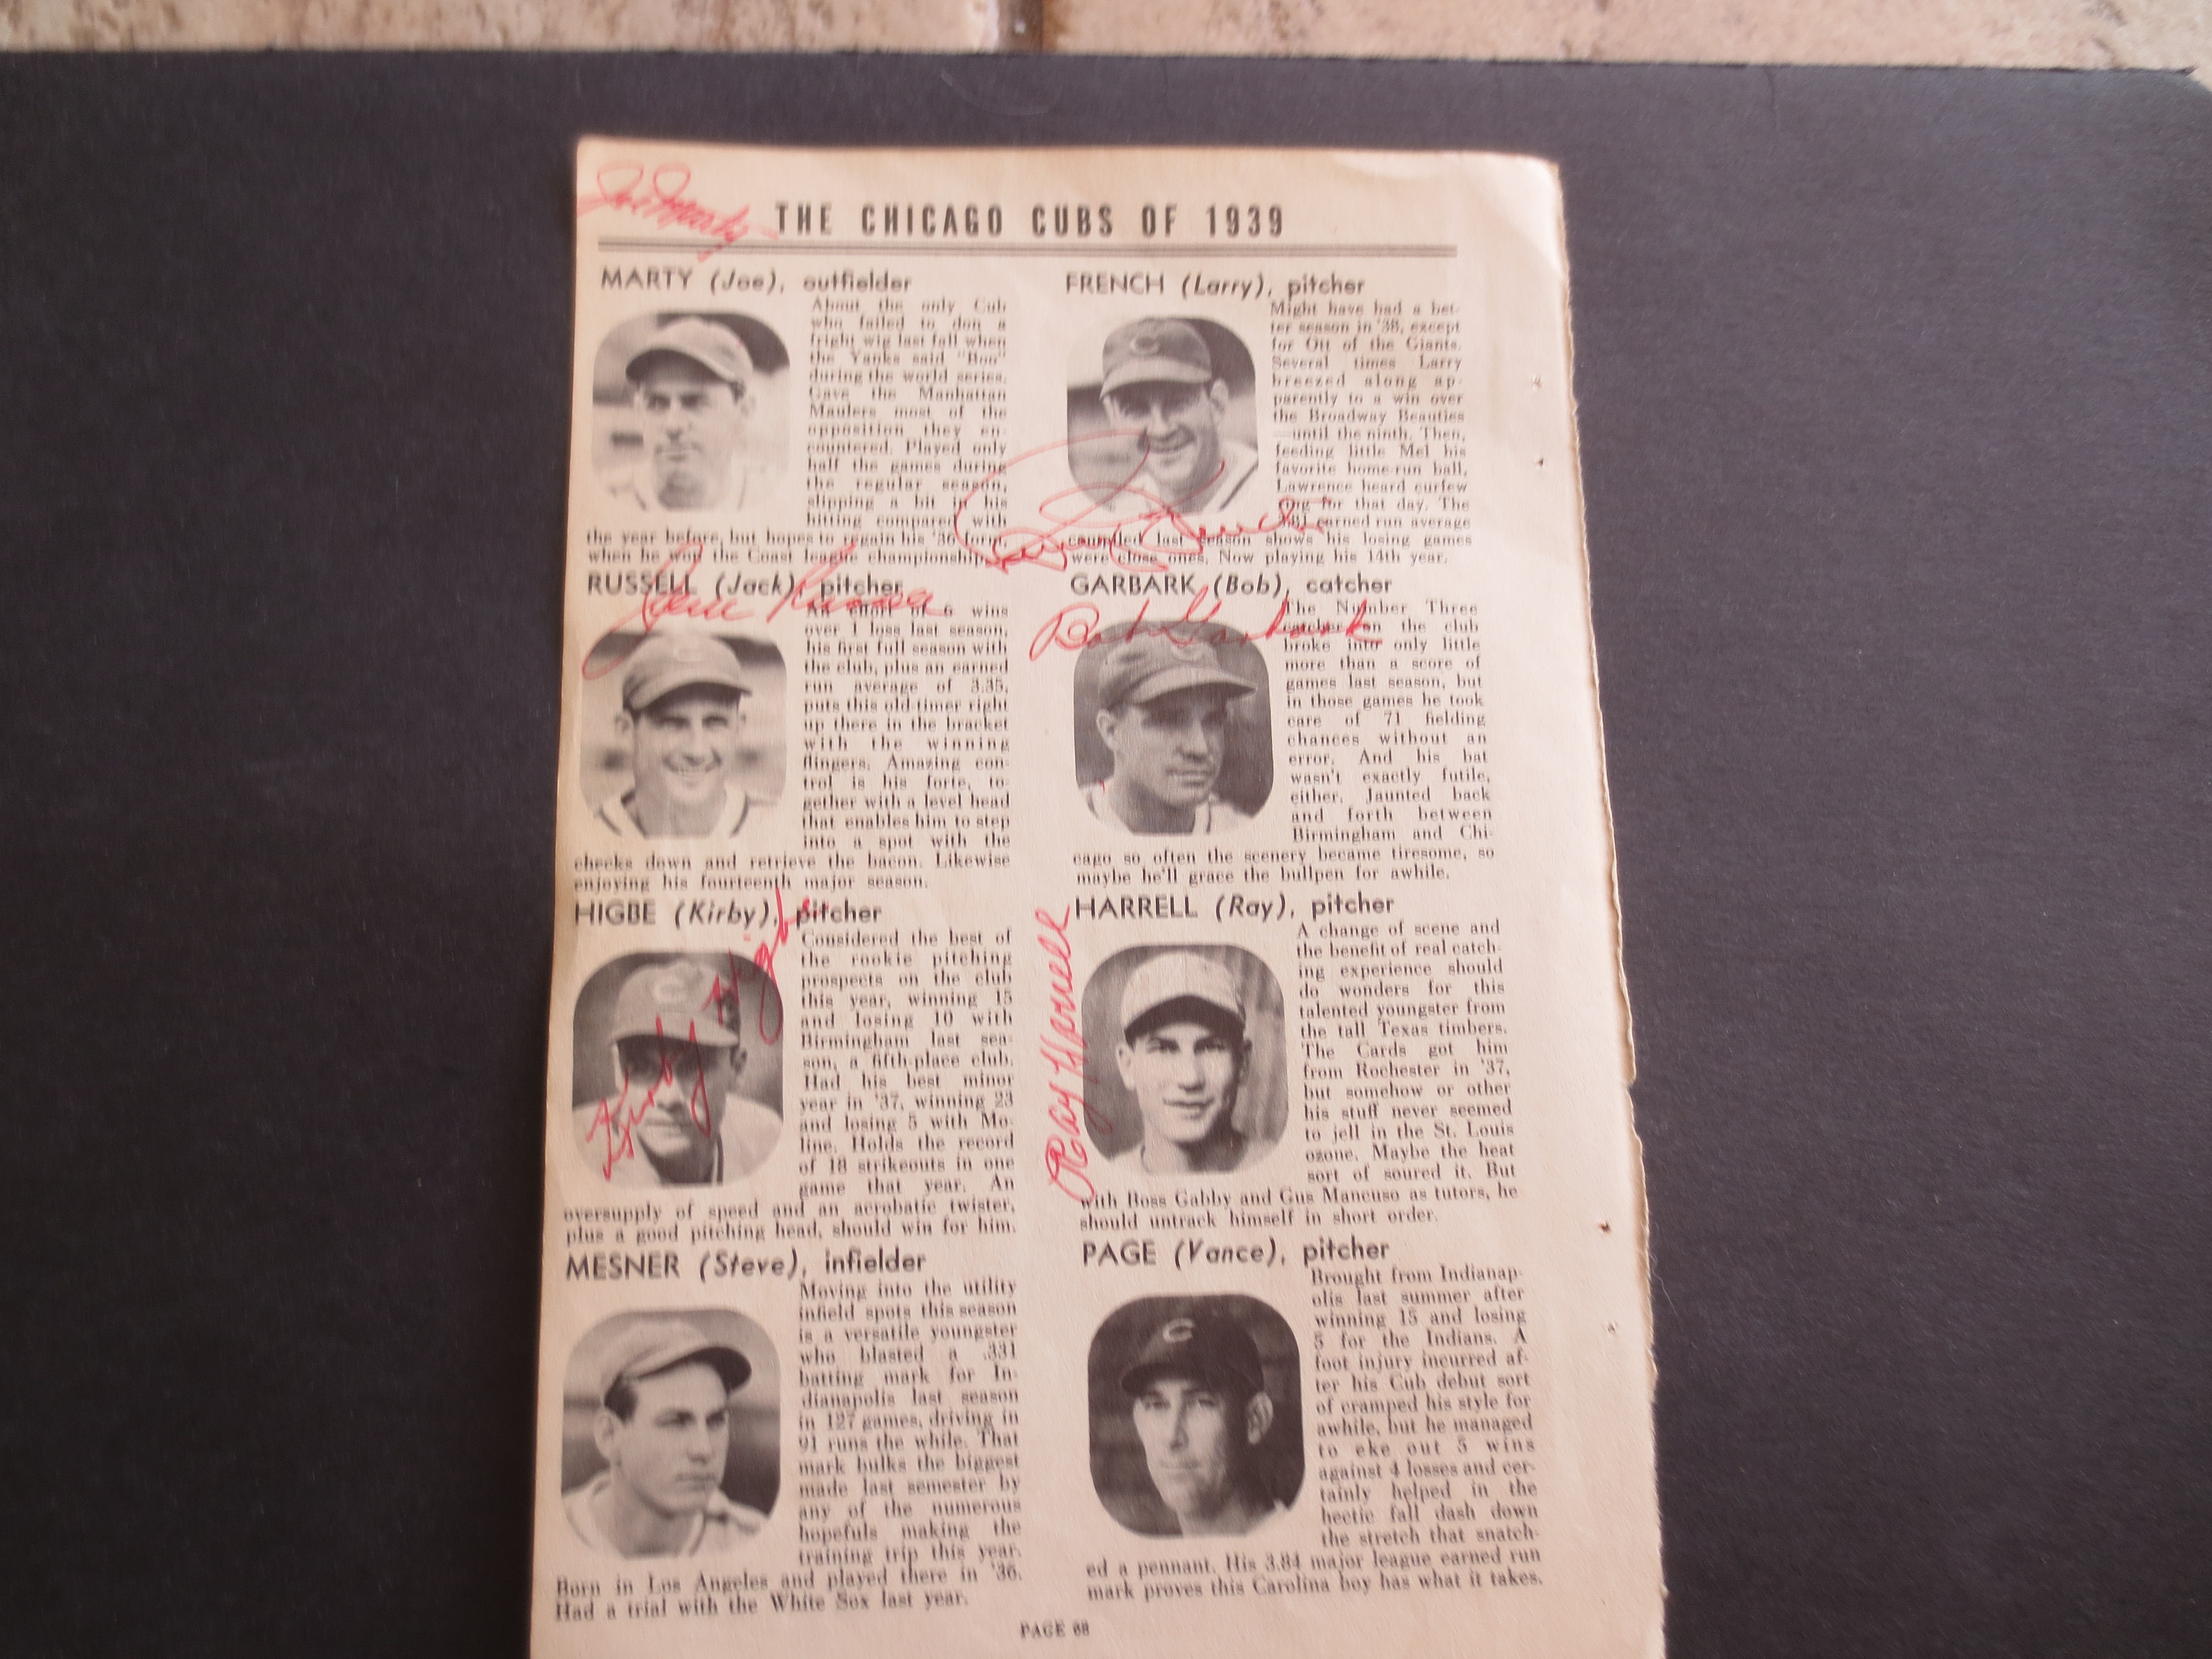 Joe Marty
THE CHICAGO CUBS OF 1939
MARTY (Joe), outfielder
About the only Cub
who failed to don a
fright wig last fall when
the Yanks said "Boo"
during the world series.
Gave the Manhattan
Maulers most of the
opposition they en-
countered. Played only
half the games during
the regular season,
slipping a bit in his
hitting compared with
the year before, but hopes to regain his '36 form,
when he won the Coast league championship.
RUSSELL (Jack), pitcher
Jack Russell
An effort of 6 wins
over 1 loss last season,
his first full season with
the club, plus an earned
run average of 3.35,
puts this old-timer right
up there in the bracket
with the winning
flingers. Amazing con-
trol is his forte, to-
gether with a level head
that enables him to step
into a spot with the
checks down and retrieve the bacon. Likewise
enjoying his fourteenth major season.
HIGBE (Kirby), pitcher
Kirby Higbe
Considered the best of
the rookie pitching
prospects on the club
this year, winning 15
and losing 10 with
Birmingham last sea-
son, a fifth-place club.
Had his best minor
year in '37, winning 23
and losing 5 with Mo-
line. Holds the record
of 18 strikeouts in one
game that year. An
oversupply of speed and an acrobatic twister,
plus a good pitching head, should win for him.
MESNER (Steve), infielder
Moving into the utility
infield spots this season
is a versatile youngster
who blasted a .331
batting mark for In-
dianapolis last season
in 127 games, driving in
91 runs the while. That
mark bulks the biggest
made last semester by
any of the numerous
hopefuls making the
training trip this year.
Born in Los Angeles and played there in '36.
Had a trial with the White Sox last year.
FRENCH (Larry), pitcher
Might have had a bet-
ter season in '38, except
for Ott of the Giants.
Several times Larry
breezed along ap-
parently to a win over
the Broadway Beauties
—until the ninth. Then,
feeding little Mel his
favorite home-run ball,
Lawrence heard curfew
ring for that day. The
earned run average
compiled last season shows his losing games
were close ones. Now playing his 14th year.
Larry French
GARBARK (Bob), catcher
Bob Garbark
The Number Three
catcher on the club
broke into only little
more than a score of
games last season, but
in those games he took
care of 71 fielding
chances without an
error. And his bat
wasn't exactly futile,
either. Jaunted back
and forth between
Birmingham and Chi-
cago so often the scenery became tiresome, so
maybe he'll grace the bullpen for awhile.
HARRELL (Ray), pitcher
Ray Harrell
A change of scene and
the benefit of real catch-
ing experience should
do wonders for this
talented youngster from
the tall Texas timbers.
The Cards got him
from Rochester in '37,
but somehow or other
his stuff never seemed
to jell in the St. Louis
ozone. Maybe the heat
sort of soured it. But
with Boss Gabby and Gus Mancuso as tutors, he
should untrack himself in short order.
PAGE (Vance), pitcher
Brought from Indianap-
olis last summer after
winning 15 and losing
5 for the Indians. A
foot injury incurred af-
ter his Cub debut sort
of cramped his style for
awhile, but he managed
to eke out 5 wins
against 4 losses and cer-
tainly helped in the
hectic fall dash down
the stretch that snatch-
ed a pennant. His 3.84 major league earned run
mark proves this Carolina boy has what it takes.
PAGE 68